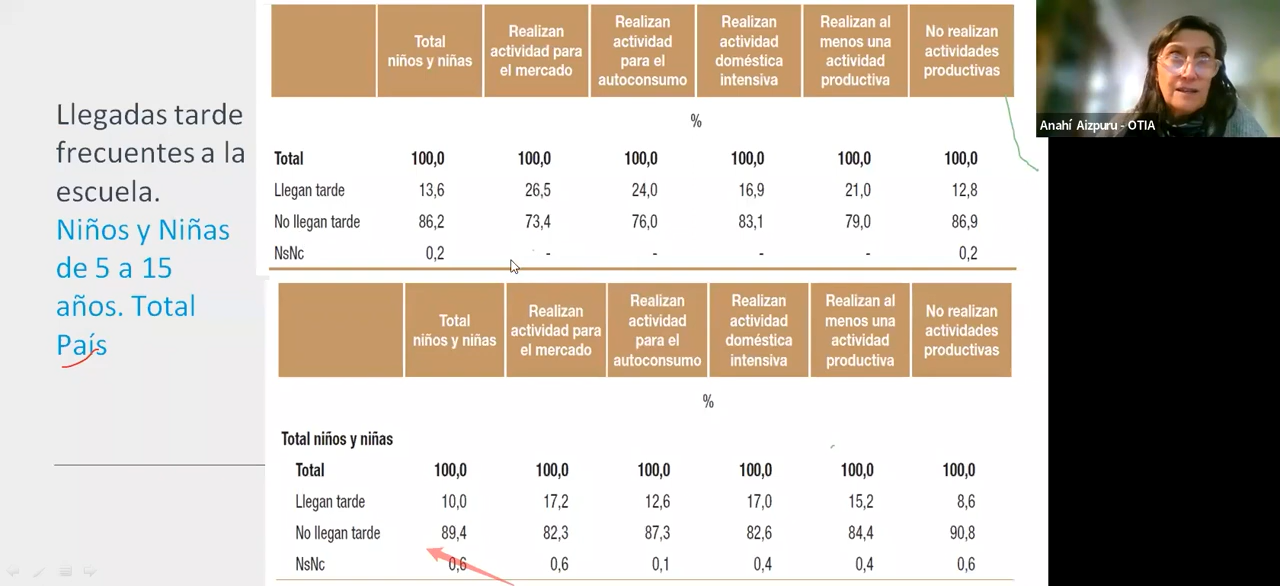 Llegadas tarde
frecuentes a la
escuela.
Niños y Niñas
de 5 a 15
años. Total
País
Total
niños y niñas
Realizan
actividad para
el mercado
Realizan
actividad
para el
autoconsumo
Realizan
actividad
doméstica
intensiva
Realizan al
menos una
actividad
productiva
No realizan
actividades
productivas
%
Total 100,0 100,0 100,0 100,0 100,0 100,0
Llegan tarde 13,6 26,5 24,0 16,9 21,0 12,8
No llegan tarde 86,2 73,4 76,0 83,1 79,0 86,9
NsNc 0,2 - - - - 0,2
Total
niños y niñas
Realizan
actividad para
el mercado
Realizan
actividad
para el
autoconsumo
Realizan
actividad
doméstica
intensiva
Realizan al
menos una
actividad
productiva
No realizan
actividades
productivas
%
Total niños y niñas
Total 100,0 100,0 100,0 100,0 100,0 100,0
Llegan tarde 10,0 17,2 12,6 17,0 15,2 8,6
No llegan tarde 89,4 82,3 87,3 82,6 84,4 90,8
NsNc 0,6 0,6 0,1 0,4 0,4 0,6
Anahí Aizpuru - OTIA